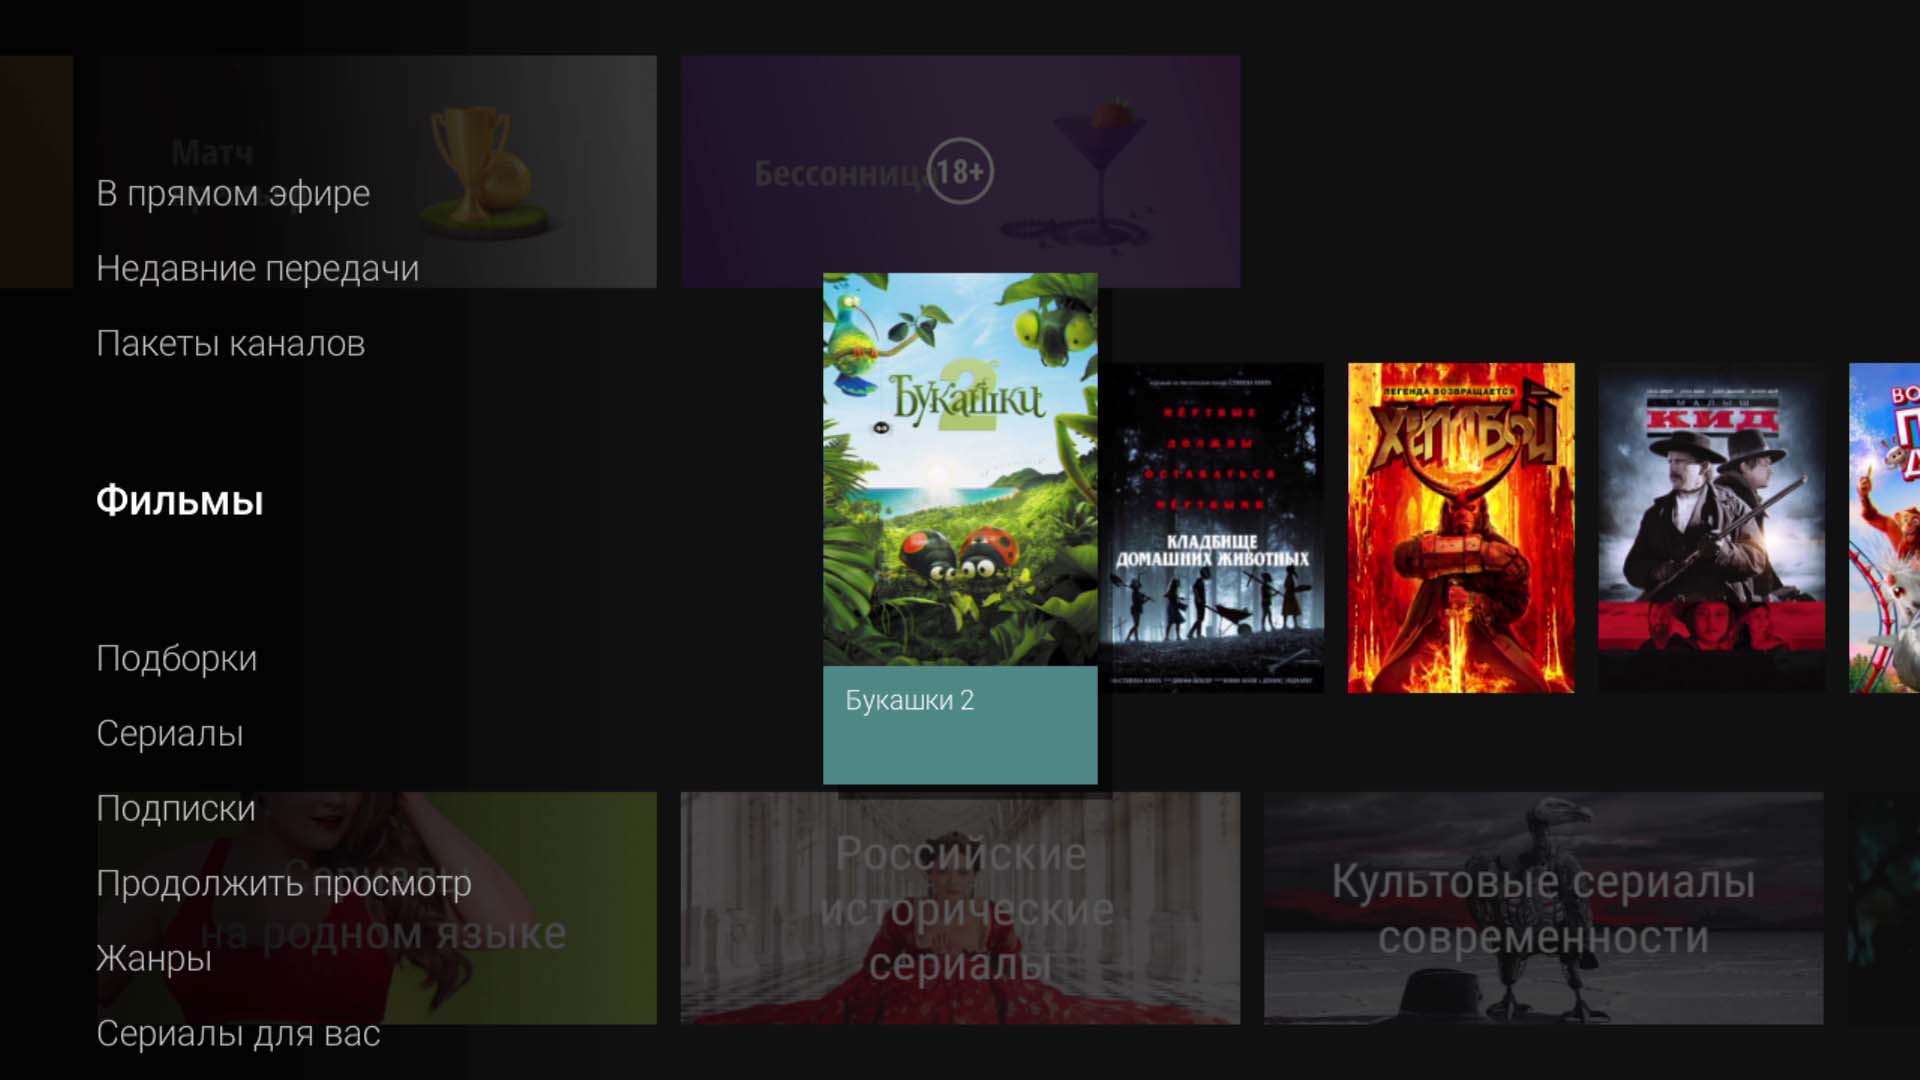 Матч
Бессонница
18+
В прямом эфире
Недавние передачи
Пакеты каналов
Фильмы
Подборки
Сериалы
Подписки
Продолжить просмотр
Жанры
Сериалы для вас
2
Букашки
Букашки 2
МЁРТВЫЕ
ДОЛЖНЫ
ОСТАВАТЬСЯ
МЁРТВЫМИ
КЛАДБИЩЕ
ДОМАШНИХ ЖИВОТНЫХ
ЛЕГЕНДА ВОЗВРАЩАЕТСЯ
ХЕЛЛБОЙ
МАЛЫШ
КИД
Сериалы
на родном языке
Российские
исторические
сериалы
Культовые сериалы
современности